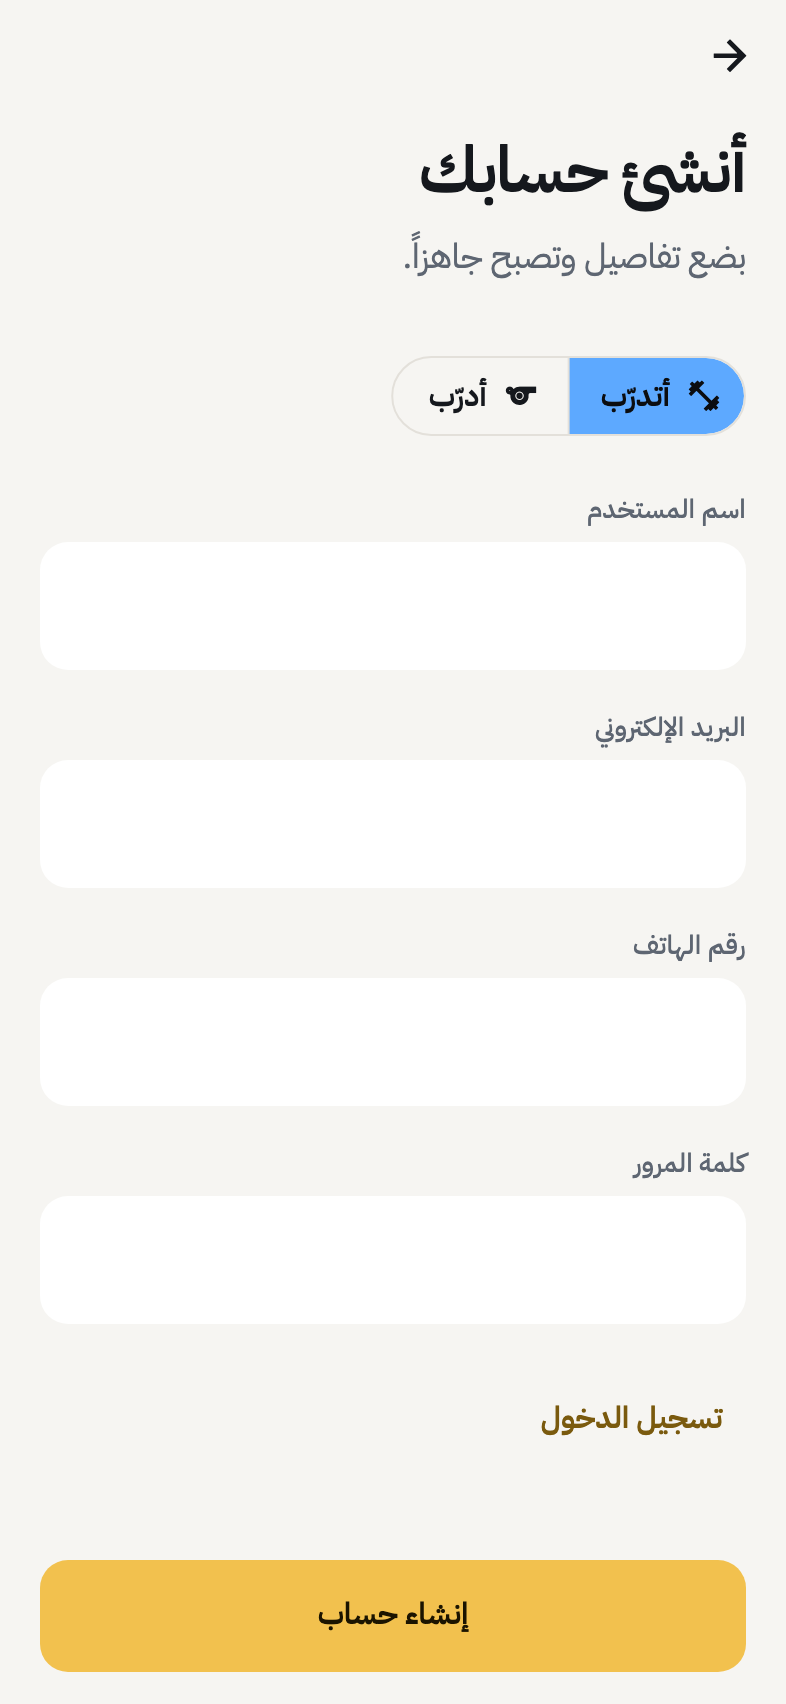 أنشئ حسابك
بضع تفاصيل وتصبح جاهزاً.
أتدرّب
أدرّب
اسم المستخدم
البريد الإلكتروني
رقم الهاتف
كلمة المرور
تسجيل الدخول
إنشاء حساب